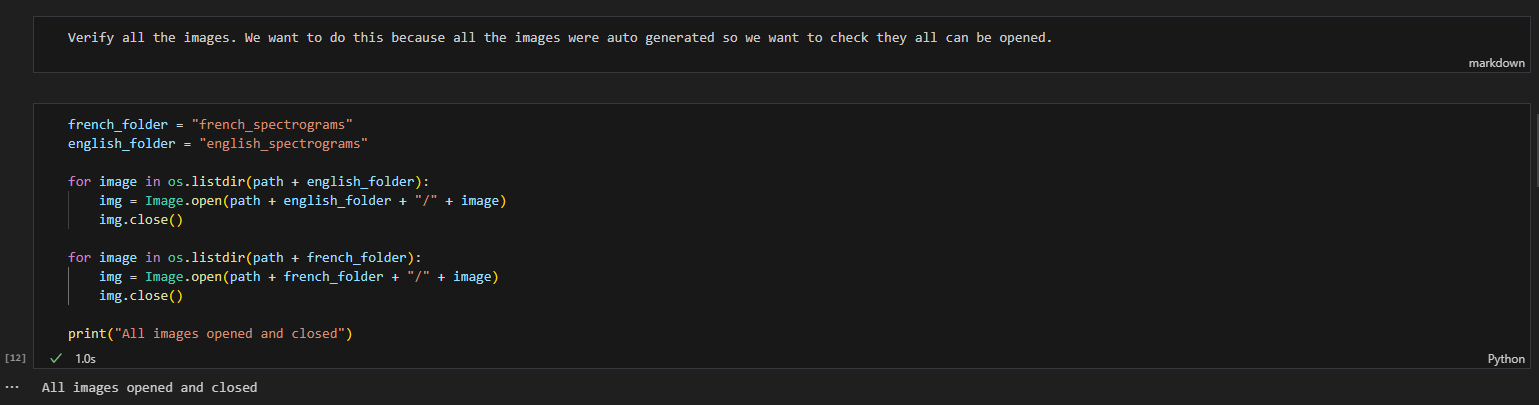 Verify all the images. We want to do this because all the images were auto generated so we want to check they all can be opened.
markdown
french_folder = "french_spectrograms"
english_folder = "english_spectrograms"
for image in os.listdir(path + english_folder):
    img = Image.open(path + english_folder + "/" + image)
    img.close()
for image in os.listdir(path + french_folder):
    img = Image.open(path + french_folder + "/" + image)
    img.close()
print("All images opened and closed")
[12] ✓ 1.0s Python
... All images opened and closed